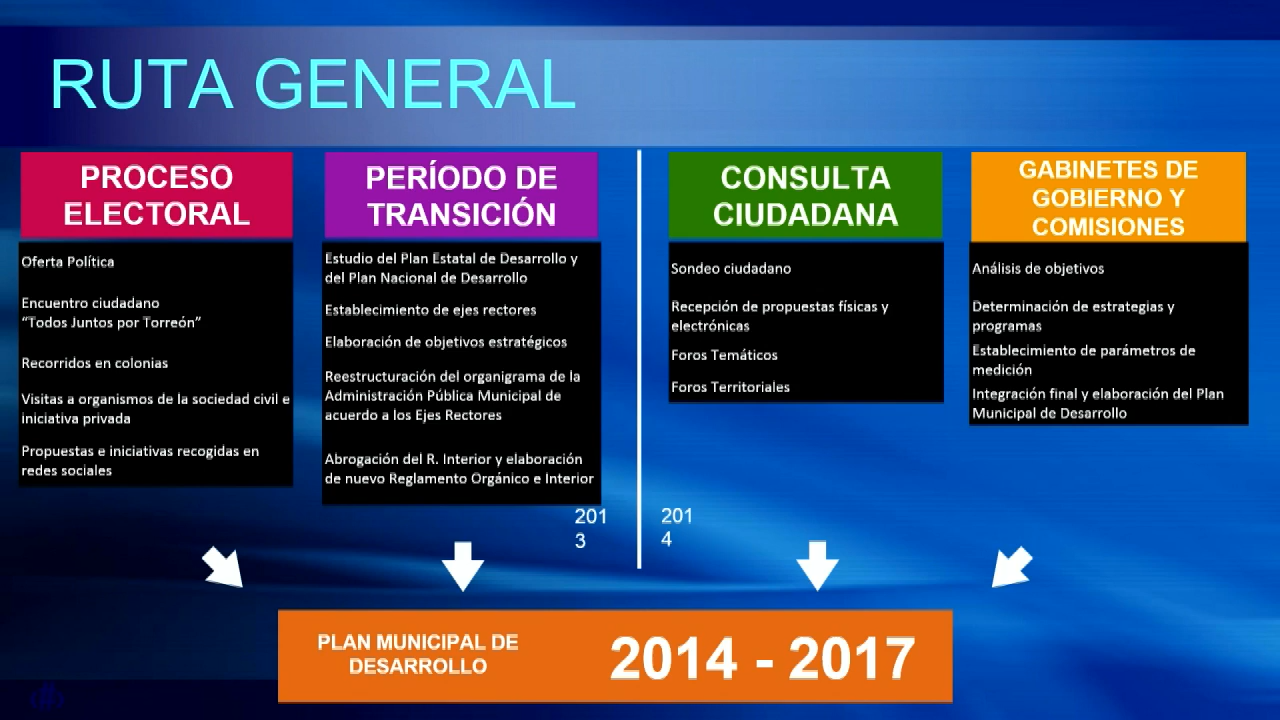 RUTA GENERAL
PROCESO
ELECTORAL
Oferta Política
Encuentro ciudadano
“Todos Juntos por Torreón”
Recorridos en colonias
Visitas a organismos de la sociedad civil e
iniciativa privada
Propuestas e iniciativas recogidas en
redes sociales
PERÍODO DE
TRANSICIÓN
Estudio del Plan Estatal de Desarrollo y
del Plan Nacional de Desarrollo
Establecimiento de ejes rectores
Elaboración de objetivos estratégicos
Reestructuración del organigrama de la
Administración Pública Municipal de
acuerdo a los Ejes Rectores
Abrogación del R. Interior y elaboración
de nuevo Reglamento Orgánico e Interior
201
3
CONSULTA
CIUDADANA
Sondeo ciudadano
Recepción de propuestas físicas y
electrónicas
Foros Temáticos
Foros Territoriales
201
4
GABINETES DE
GOBIERNO Y
COMISIONES
Análisis de objetivos
Determinación de estrategias y
programas
Establecimiento de parámetros de
medición
Integración final y elaboración del Plan
Municipal de Desarrollo
PLAN MUNICIPAL DE
DESARROLLO
2014 - 2017